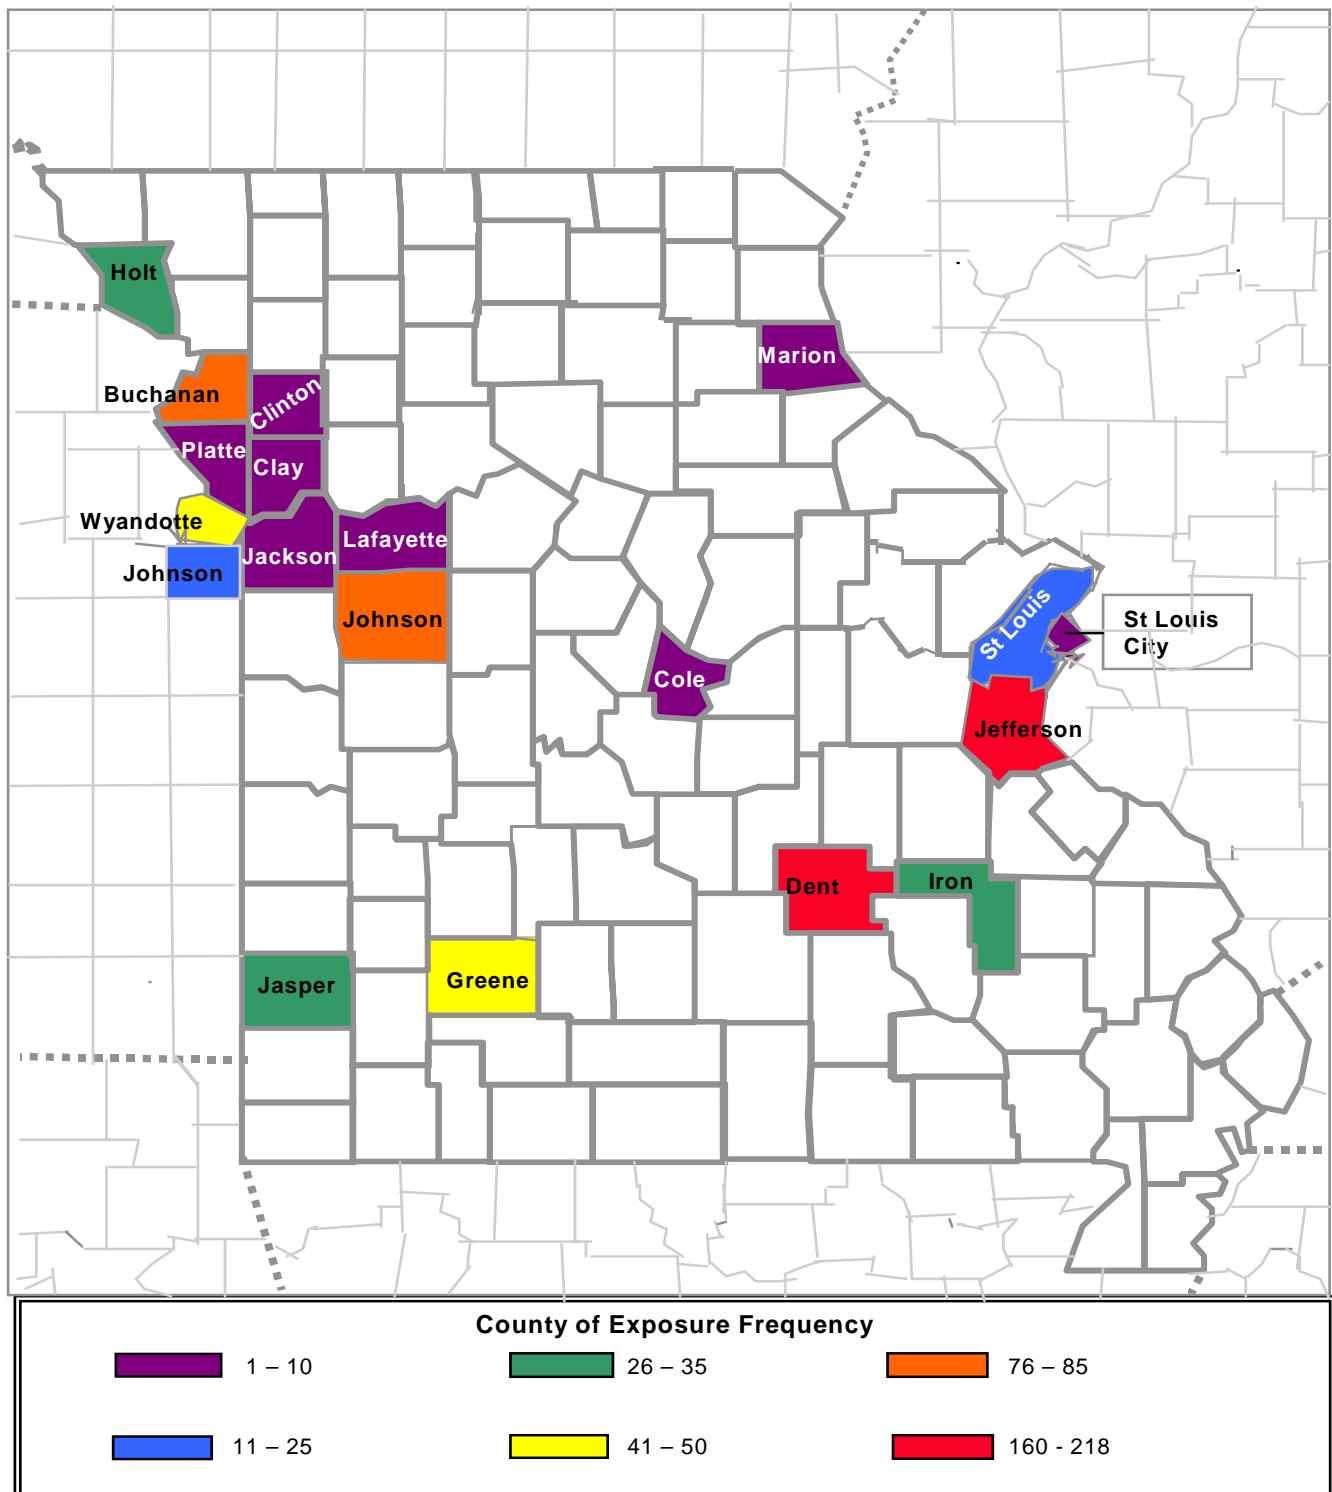 Holt
Marion
Buchanan
Clinton
Platte
Clay
Wyandotte
Lafayette
Jackson
Johnson
Johnson
St Louis
St Louis
City
Cole
Jefferson
Iron
Dent
Greene
Jasper
County of Exposure Frequency
1 – 10
26 – 35
76 – 85
11 – 25
41 – 50
160 - 218